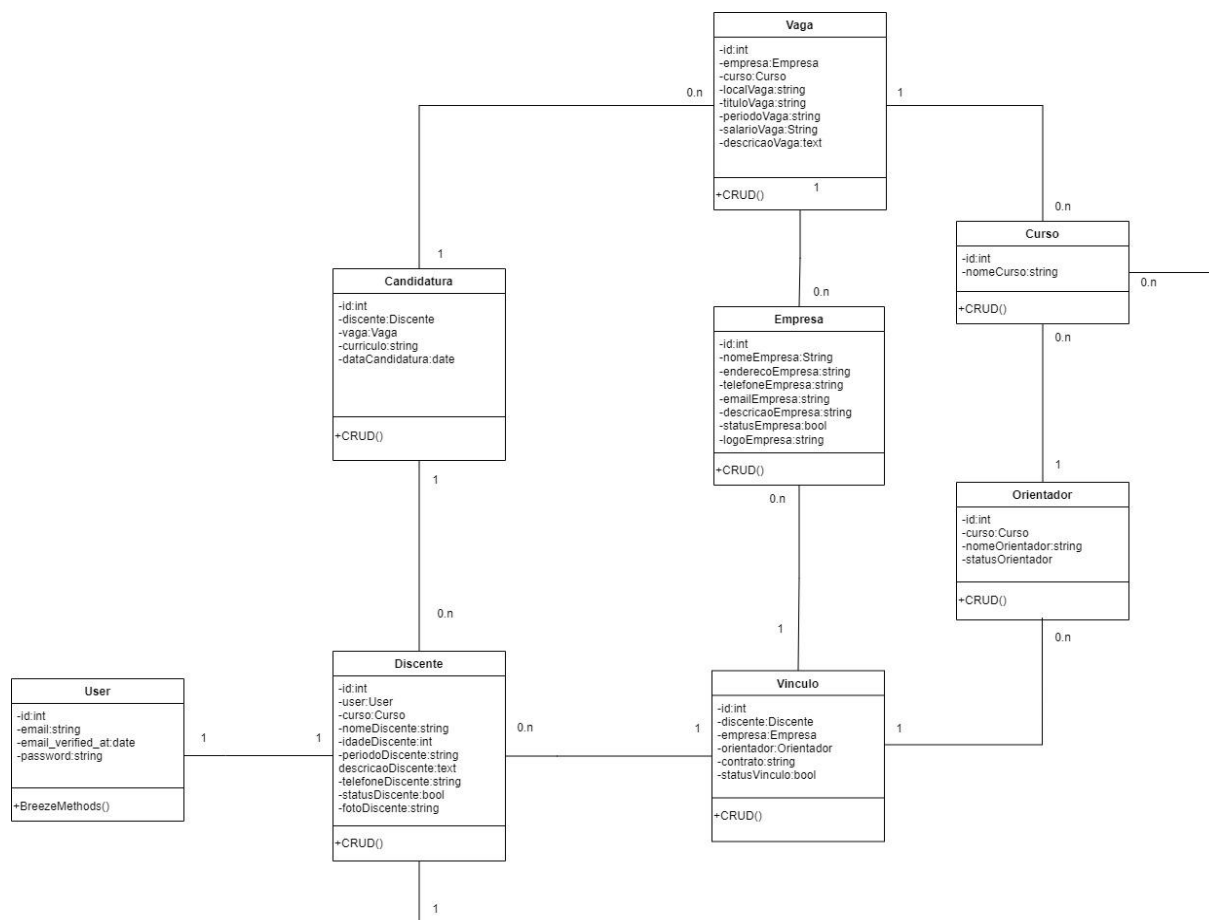 Vaga
-id:int
-empresa:Empresa
-curso:Curso
-localVaga:string
-tituloVaga:string
-periodoVaga:string
-salarioVaga:String
-descricaoVaga:text
+CRUD()
1
0.n
1
1
0.n
0.n
Curso
-id:int
-nomeCurso:string
+CRUD()
0.n
0.n
Candidatura
-id:int
-discente:Discente
-vaga:Vaga
-curriculo:string
-dataCandidatura:date
+CRUD()
1
Empresa
-id:int
-nomeEmpresa:String
-enderecoEmpresa:string
-telefoneEmpresa:string
-emailEmpresa:string
-descricaoEmpresa:string
-statusEmpresa:bool
-logoEmpresa:string
+CRUD()
0.n
1
Orientador
-id:int
-curso:Curso
-nomeOrientador:string
-statusOrientador
+CRUD()
0.n
0.n
1
User
-id:int
-email:string
-email_verified_at:date
-password:string
+BreezeMethods()
1
1
Discente
-id:int
-user:User
-curso:Curso
-nomeDiscente:string
-idadeDiscente:int
-periodoDiscente:string
descricaoDiscente:text
-telefoneDiscente:string
-statusDiscente:bool
-fotoDiscente:string
+CRUD()
0.n
1
1
Vinculo
-id:int
-discente:Discente
-empresa:Empresa
-orientador:Orientador
-contrato:string
-statusVinculo:bool
+CRUD()
1